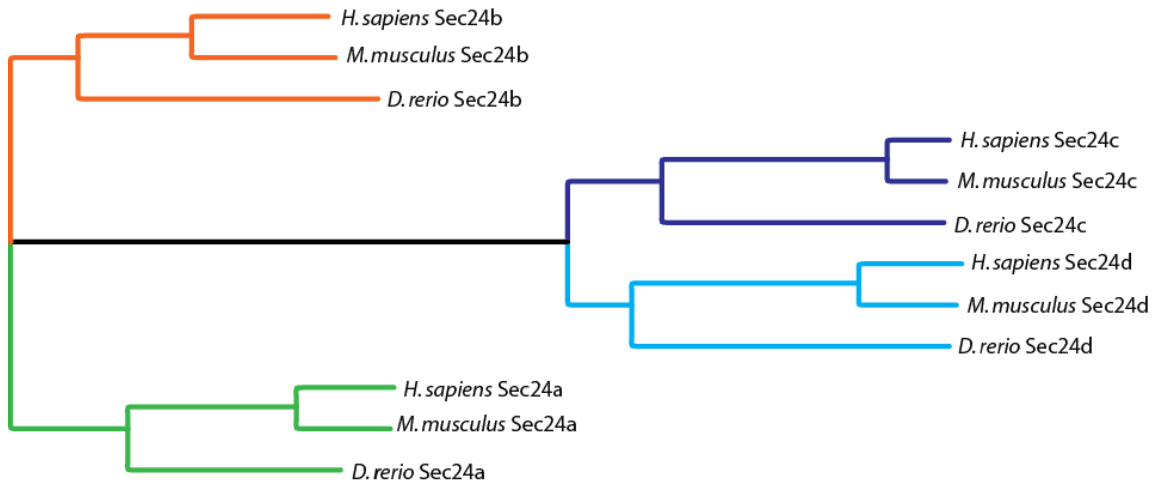 H. sapiens Sec24b
M. musculus Sec24b
D. rerio Sec24b
H. sapiens Sec24c
M. musculus Sec24c
D. rerio Sec24c
H. sapiens Sec24d
M. musculus Sec24d
D. rerio Sec24d
H. sapiens Sec24a
M. musculus Sec24a
D. rerio Sec24a